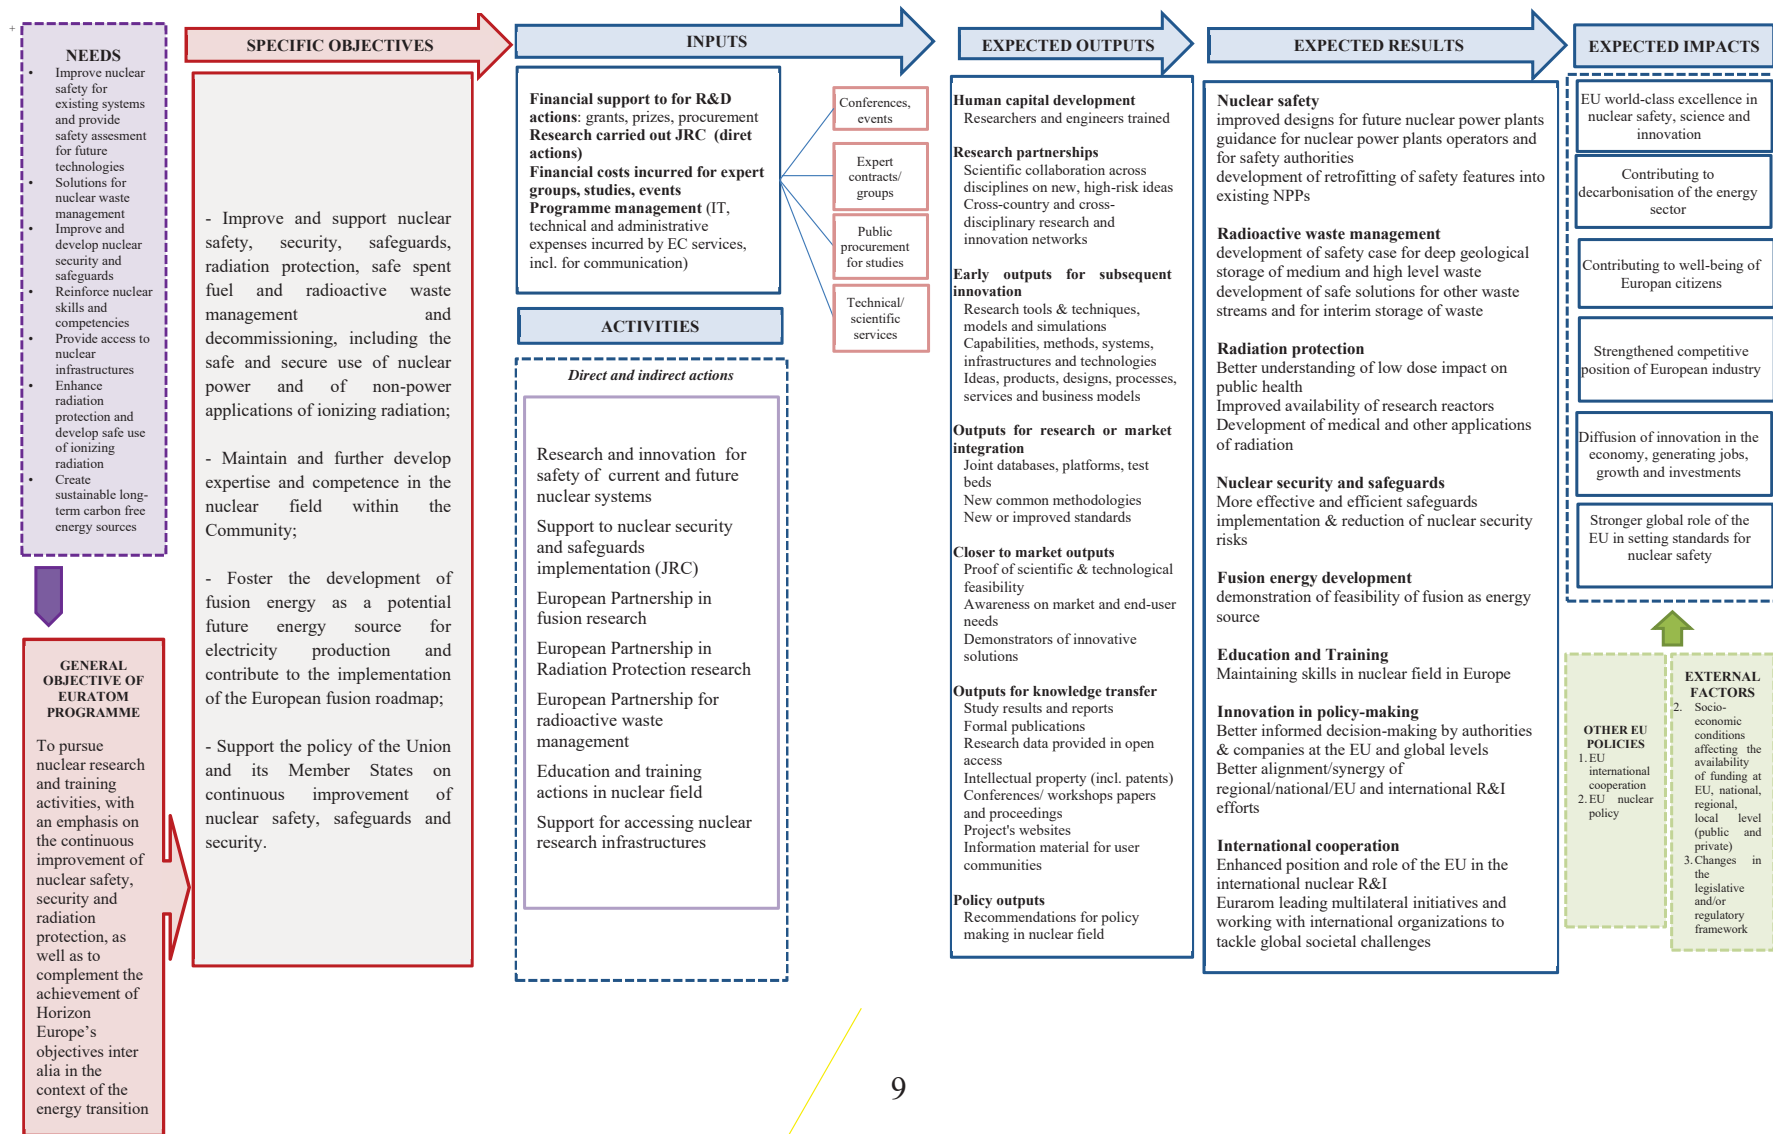 +
NEEDS
• Improve nuclear
safety for
existing systems
and provide
safety assesment
for future
technologies
• Solutions for
nuclear waste
management
• Improve and
develop nuclear
security and
safeguards
• Reinforce nuclear
skills and
competencies
• Provide access to
nuclear
infrastructures
• Enhance
radiation
protection and
develop safe use
of ionizing
radiation
• Create
sustainable long-
term carbon free
energy sources
GENERAL
OBJECTIVE OF
EURATOM
PROGRAMME
To pursue
nuclear research
and training
activities, with
an emphasis on
the continuous
improvement of
nuclear safety,
security and
radiation
protection, as
well as to
complement the
achievement of
Horizon
Europe's
objectives inter
alia in the
context of the
energy transition
SPECIFIC OBJECTIVES
- Improve and support nuclear
safety, security, safeguards,
radiation protection, safe spent
fuel and radioactive waste
management and
decommissioning, including the
safe and secure use of nuclear
power and of non-power
applications of ionizing radiation;
- Maintain and further develop
expertise and competence in the
nuclear field within the
Community;
- Foster the development of
fusion energy as a potential
future energy source for
electricity production and
contribute to the implementation
of the European fusion roadmap;
- Support the policy of the Union
and its Member States on
continuous improvement of
nuclear safety, safeguards and
security.
INPUTS
Financial support to for R&D
actions: grants, prizes, procurement
Research carried out JRC (diret
actions)
Financial costs incurred for expert
groups, studies, events
Programme management (IT,
technical and administrative
expenses incurred by EC services,
incl. for communication)
Conferences,
events
Expert
contracts/
groups
Public
procurement
for studies
Technical/
scientific
services
ACTIVITIES
Direct and indirect actions
Research and innovation for
safety of current and future
nuclear systems
Support to nuclear security
and safeguards
implementation (JRC)
European Partnership in
fusion research
European Partnership in
Radiation Protection research
European Partnership for
radioactive waste
management
Education and training
actions in nuclear field
Support for accessing nuclear
research infrastructures
EXPECTED OUTPUTS
Human capital development
Researchers and engineers trained
Research partnerships
Scientific collaboration across
disciplines on new, high-risk ideas
Cross-country and cross-
disciplinary research and
innovation networks
Early outputs for subsequent
innovation
Research tools & techniques,
models and simulations
Capabilities, methods, systems,
infrastructures and technologies
Ideas, products, designs, processes,
services and business models
Outputs for research or market
integration
Joint databases, platforms, test
beds
New common methodologies
New or improved standards
Closer to market outputs
Proof of scientific & technological
feasibility
Awareness on market and end-user
needs
Demonstrators of innovative
solutions
Outputs for knowledge transfer
Study results and reports
Formal publications
Research data provided in open
access
Intellectual property (incl. patents)
Conferences/ workshops papers
and proceedings
Project's websites
Information material for user
communities
Policy outputs
Recommendations for policy
making in nuclear field
EXPECTED RESULTS
Nuclear safety
improved designs for future nuclear power plants
guidance for nuclear power plants operators and
for safety authorities
development of retrofitting of safety features into
existing NPPs
Radioactive waste management
development of safety case for deep geological
storage of medium and high level waste
development of safe solutions for other waste
streams and for interim storage of waste
Radiation protection
Better understanding of low dose impact on
public health
Improved availability of research reactors
Development of medical and other applications
of radiation
Nuclear security and safeguards
More effective and efficient safeguards
implementation & reduction of nuclear security
risks
Fusion energy development
demonstration of feasibility of fusion as energy
source
Education and Training
Maintaining skills in nuclear field in Europe
Innovation in policy-making
Better informed decision-making by authorities
& companies at the EU and global levels
Better alignment/synergy of
regional/national/EU and international R&I
efforts
International cooperation
Enhanced position and role of the EU in the
international nuclear R&I
Eurarom leading multilateral initiatives and
working with international organizations to
tackle global societal challenges
EXPECTED IMPACTS
EU world-class excellence in
nuclear safety, science and
innovation
Contributing to
decarbonisation of the energy
sector
Contributing to well-being of
Europan citizens
Strengthened competitive
position of European industry
Diffusion of innovation in the
economy, generating jobs,
growth and investments
Stronger global role of the
EU in setting standards for
nuclear safety
OTHER EU
POLICIES
1. EU
international
cooperation
2. EU nuclear
policy
EXTERNAL
FACTORS
2. Socio-
economic
conditions
affecting the
availability
of funding at
EU, national,
regional,
local level
(public and
private)
3. Changes in
the
legislative
and/or
regulatory
framework
9